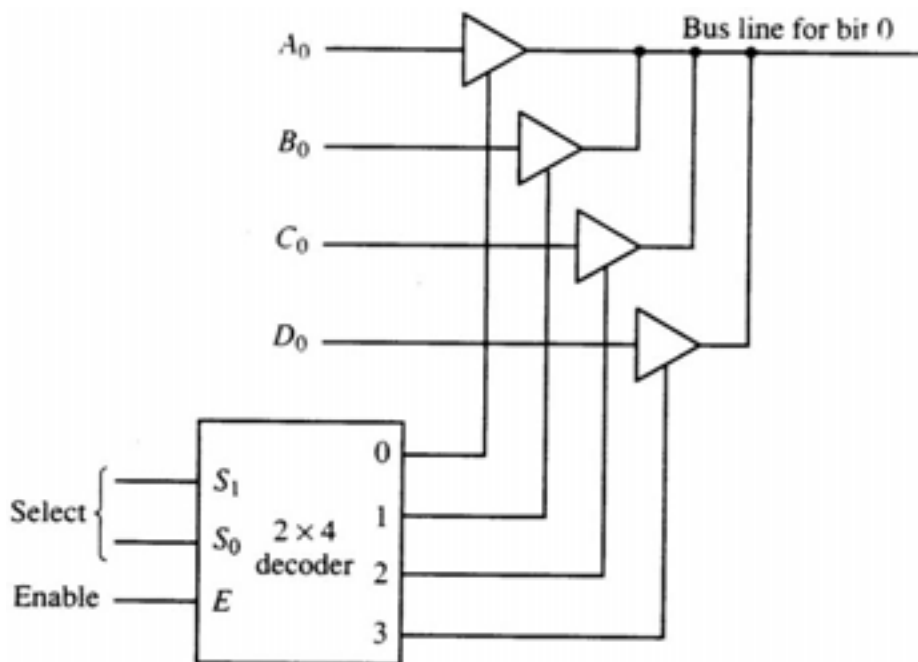 Bus line for bit 0
A₀
B₀
C₀
D₀
Select
S₁
S₀
Enable
E
2 × 4
decoder
0
1
2
3